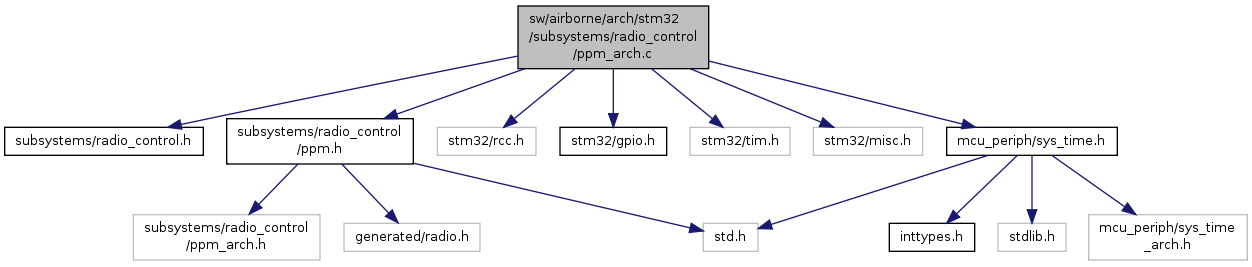 sw/airborne/arch/stm32
/subsystems/radio_control
/ppm_arch.c
subsystems/radio_control.h
subsystems/radio_control
/ppm.h
stm32/rcc.h
stm32/gpio.h
stm32/tim.h
stm32/misc.h
mcu_periph/sys_time.h
subsystems/radio_control
/ppm_arch.h
generated/radio.h
std.h
inttypes.h
stdlib.h
mcu_periph/sys_time
_arch.h